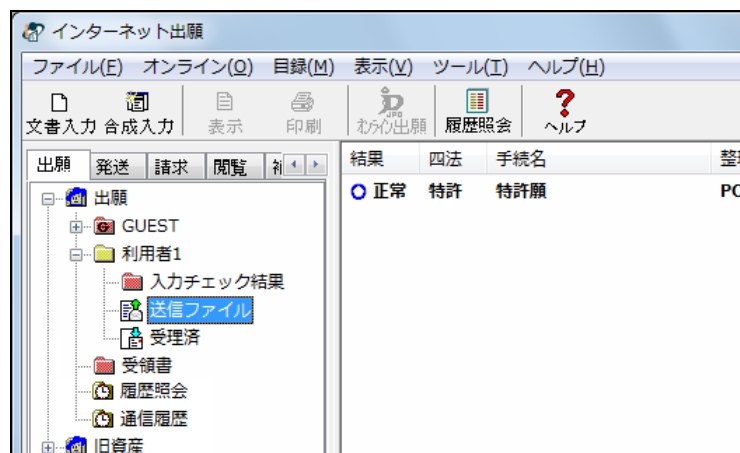 インターネット出願
ファイル(F) オンライン(O) 目録(M) 表示(V) ツール(T) ヘルプ(H)
文書入力 合成入力 表示 印刷 オンライン出願 履歴照会 ヘルプ
出願 発送 請求 閲覧
結果 四法 手続名
正常 特許 特許願 PC
出願
GUEST
利用者1
入力チェック結果
送信ファイル
受理済
受領書
履歴照会
通信履歴
旧資産